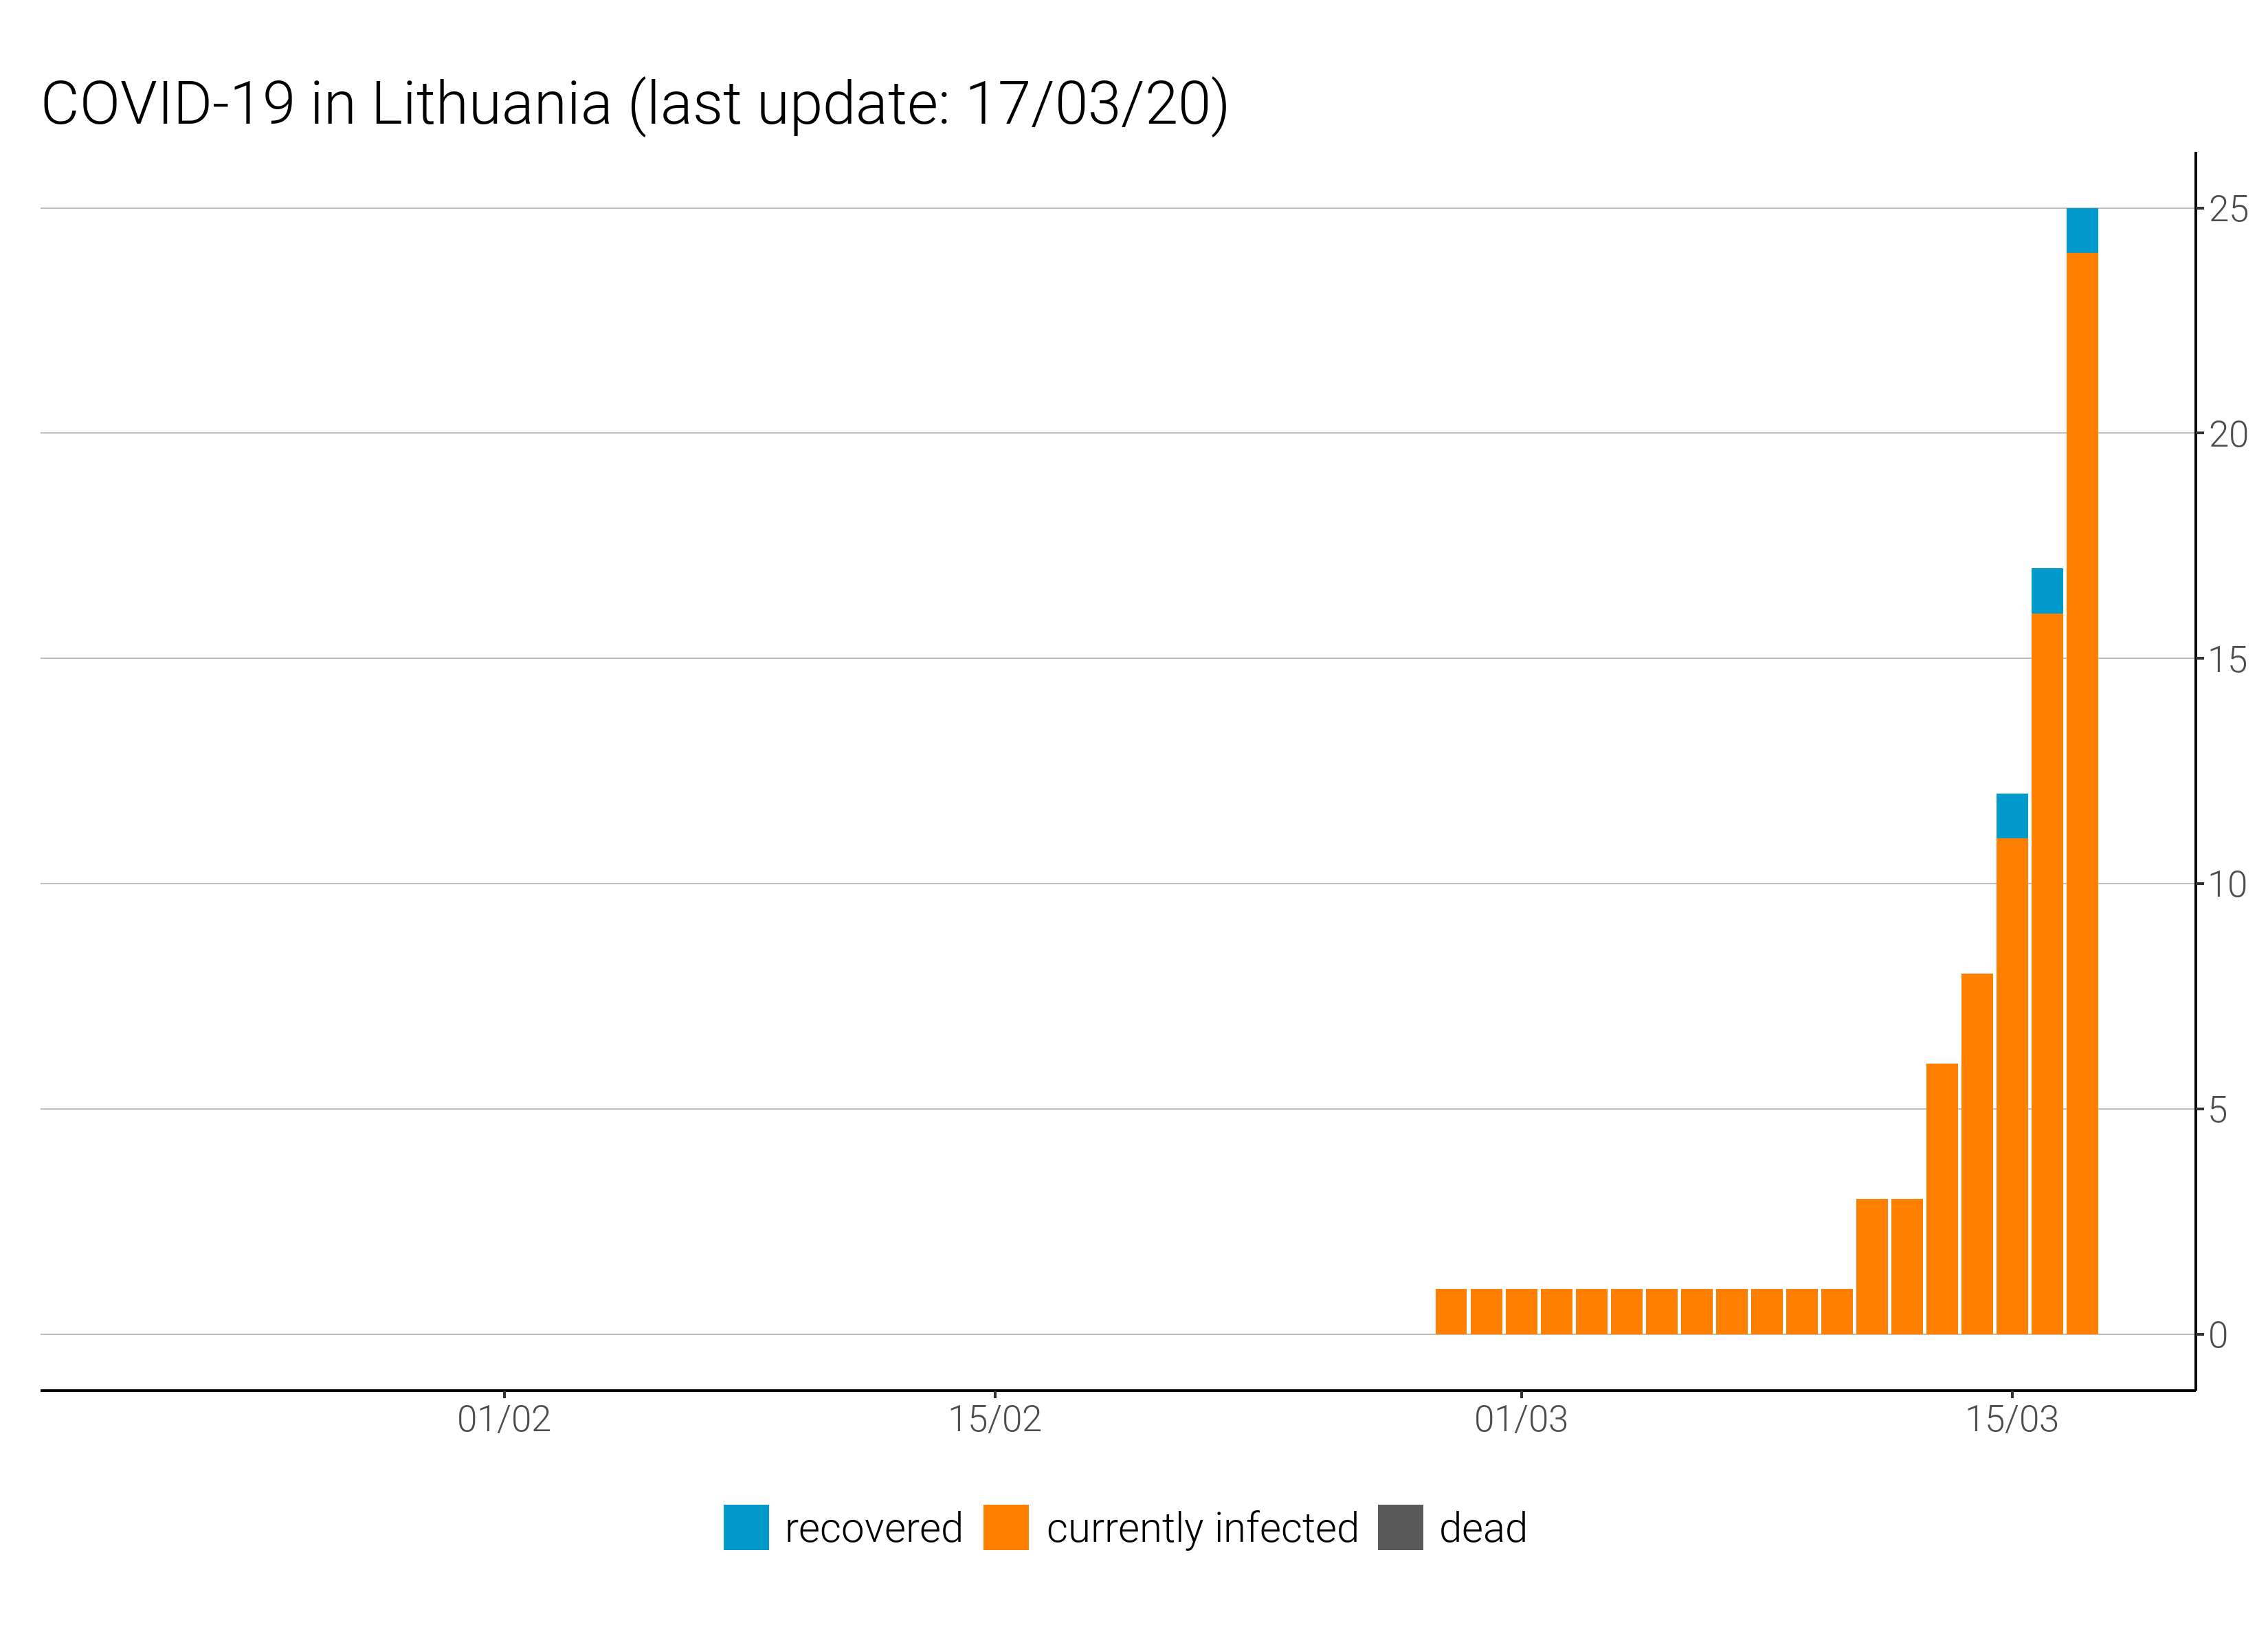 COVID-19 in Lithuania (last update: 17/03/20)
25
20
15
10
5
0
01/02 15/02 01/03 15/03
recovered currently infected dead